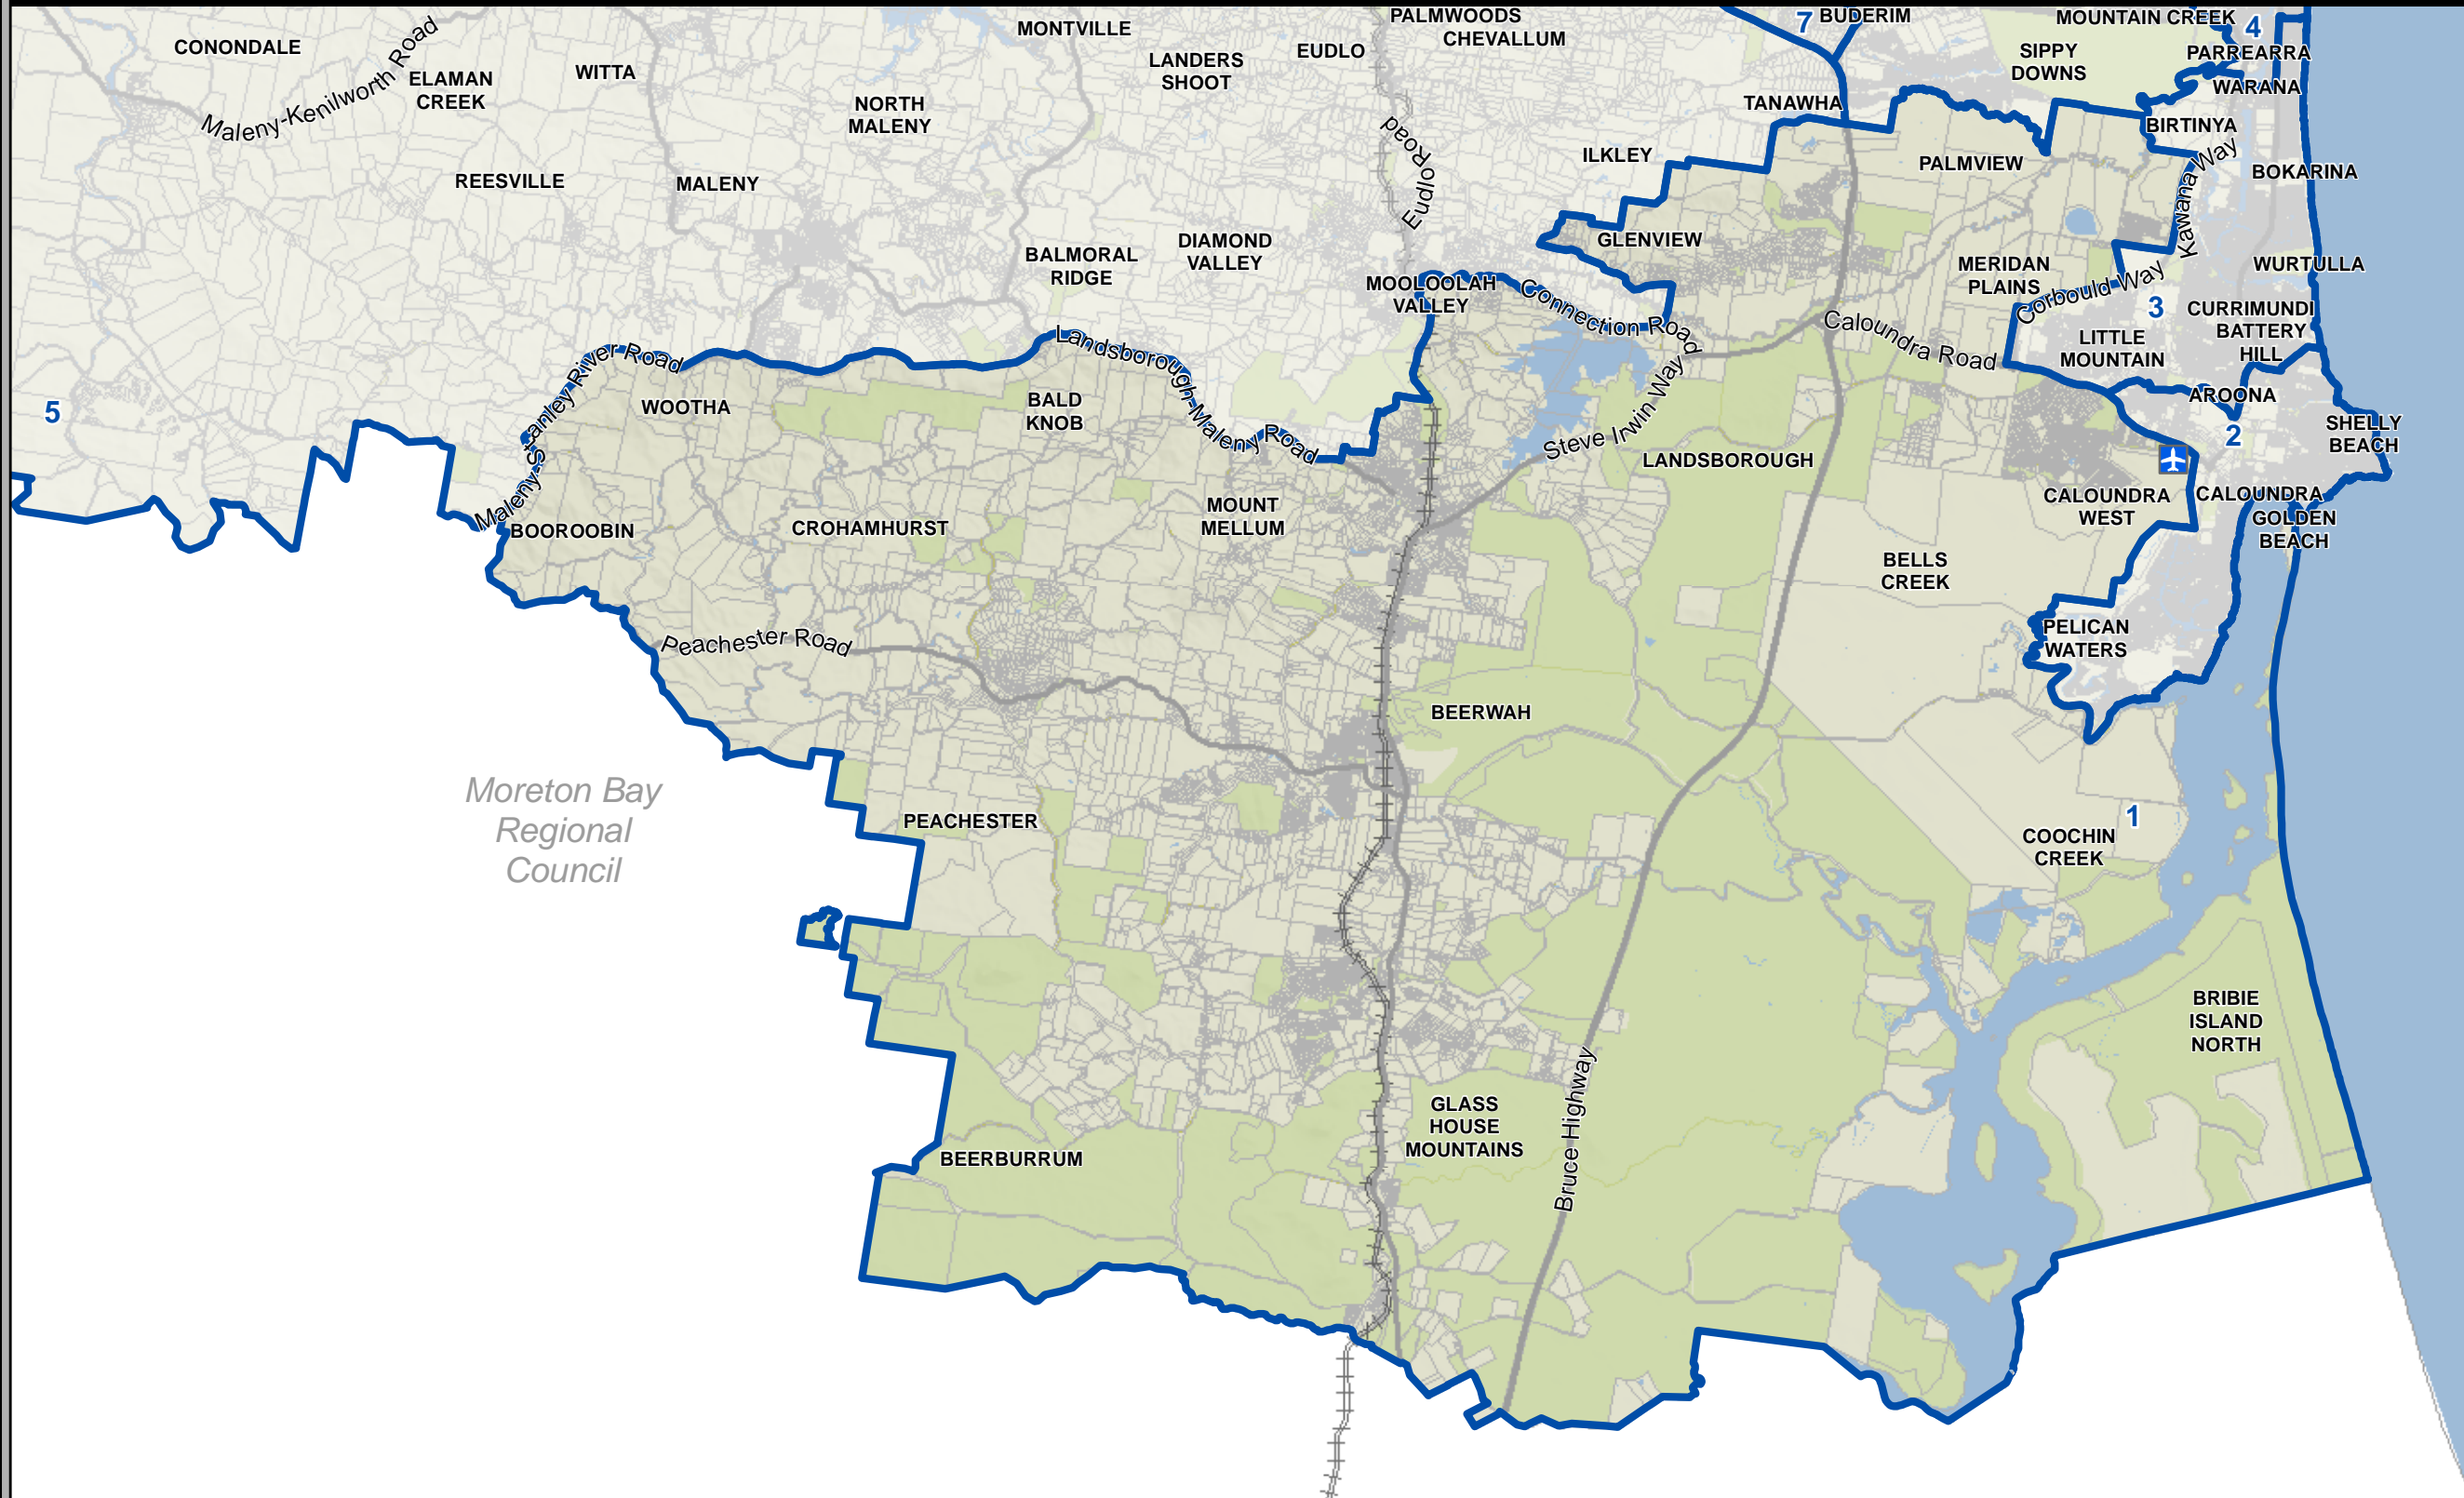 PALMWOODS
CHEVALLUM
7
BUDERIM
MOUNTAIN CREEK
4
MONTVILLE
CONONDALE
LANDERS
SHOOT
EUDLO
SIPPY
DOWNS
PARREARRA
WARANA
Maleny-Kenilworth Road
ELAMAN
CREEK
WITTA
NORTH
MALENY
TANAWHA
BIRTINYA
Eudlo Road
ILKLEY
PALMVIEW
Kawana Way
BOKARINA
REESVILLE
MALENY
BALMORAL
RIDGE
DIAMOND
VALLEY
GLENVIEW
MOOLOOLAH
VALLEY
Connection Road
MERIDAN
PLAINS
Corbould Way
WURTULLA
3
CURRIMUNDI
BATTERY
HILL
LITTLE
MOUNTAIN
Caloundra Road
Landsborough-Maleny Road
Maleny-Stanley River Road
WOOTHA
BALD
KNOB
5
Steve Irwin Way
AROONA
2
SHELLY
BEACH
LANDSBOROUGH
MOUNT
MELLUM
CALOUNDRA
WEST
CALOUNDRA
GOLDEN
BEACH
BOOROOBIN
CROHAMHURST
BELLS
CREEK
PELICAN
WATERS
Peachester Road
BEERWAH
Moreton Bay
Regional
Council
PEACHESTER
1
COOCHIN
CREEK
BRIBIE
ISLAND
NORTH
GLASS
HOUSE
MOUNTAINS
Bruce Highway
BEERBURRUM